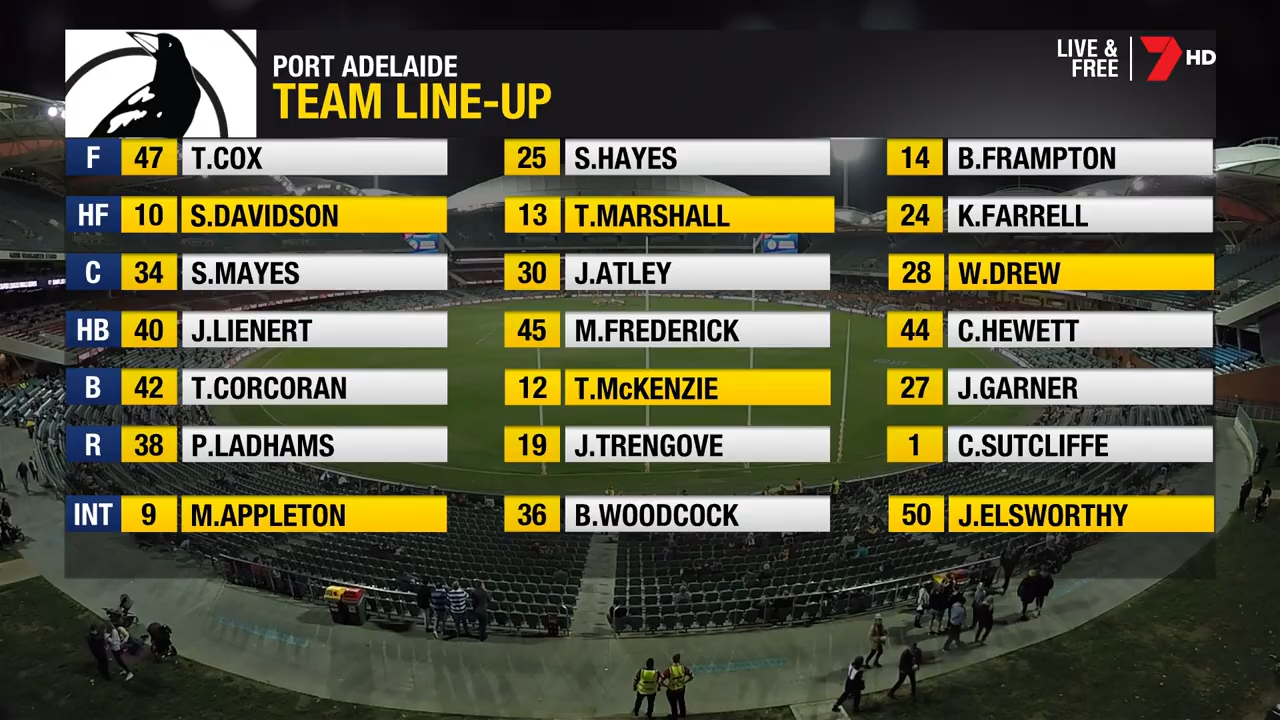 PORT ADELAIDE
TEAM LINE-UP
LIVE & FREE 7HD
F 47 T.COX 25 S.HAYES 14 B.FRAMPTON
HF 10 S.DAVIDSON 13 T.MARSHALL 24 K.FARRELL
C 34 S.MAYES 30 J.ATLEY 28 W.DREW
HB 40 J.LIENERT 45 M.FREDERICK 44 C.HEWETT
B 42 T.CORCORAN 12 T.McKENZIE 27 J.GARNER
R 38 P.LADHAMS 19 J.TRENGOVE 1 C.SUTCLIFFE
INT 9 M.APPLETON 36 B.WOODCOCK 50 J.ELSWORTHY